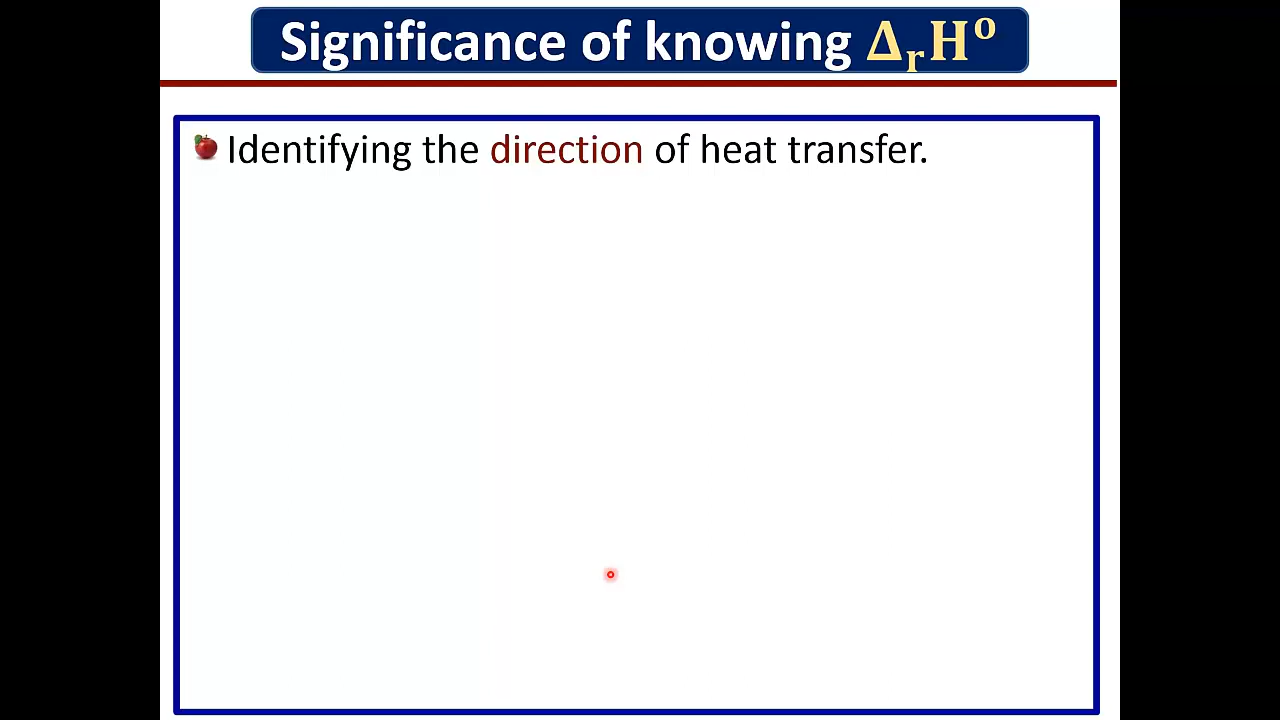 Significance of knowing ΔᵣHᵒ
Identifying the direction of heat transfer.